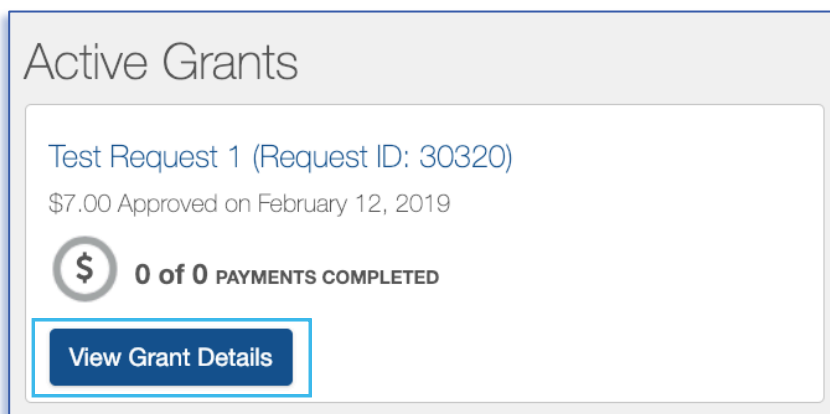 Active Grants
Test Request 1 (Request ID: 30320)
$7.00 Approved on February 12, 2019
$ 0 of 0 PAYMENTS COMPLETED
View Grant Details